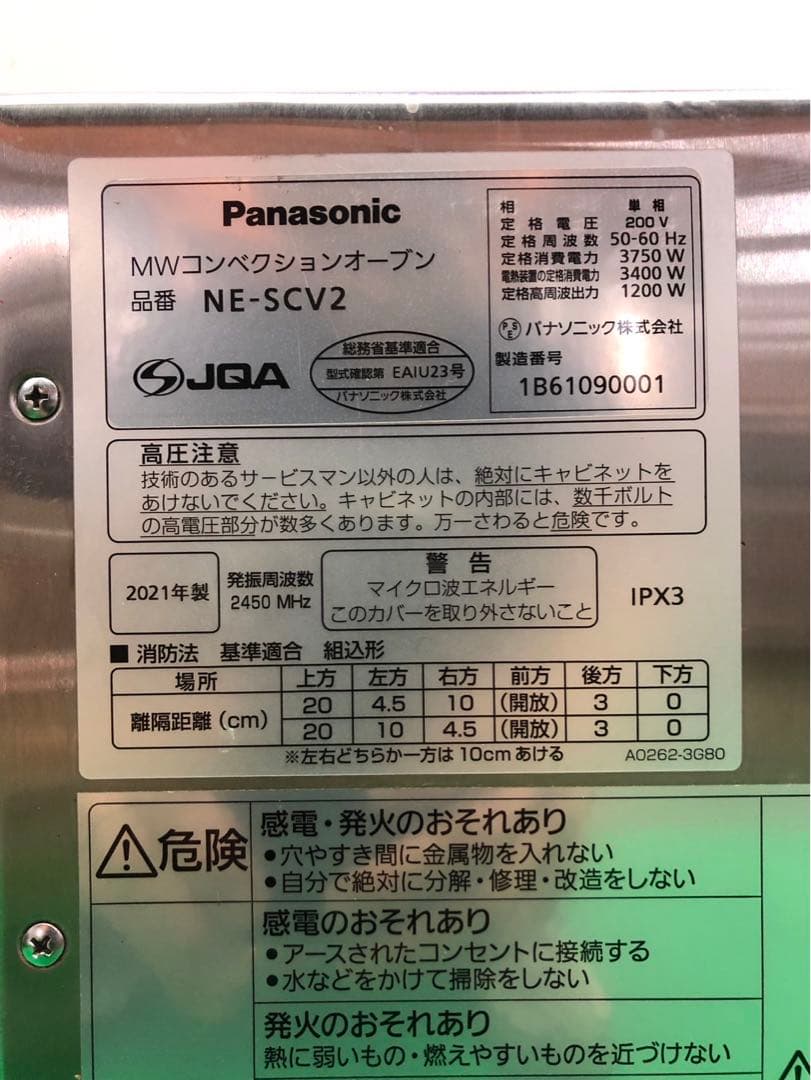 Panasonic
MWコンベクションオーブン
品番 NE-SCV2
JQA
総務省基準適合
型式確認第 EAIU23号
パナソニック株式会社
相 単相
定格電圧 200 V
定格周波数 50-60 Hz
定格消費電力 3750 W
電熱装置の定格消費電力 3400 W
定格高周波出力 1200 W
PSE パナソニック株式会社
製造番号
1B61090001
高圧注意
技術のあるサービスマン以外の人は、絶対にキャビネットを
あけないでください。キャビネットの内部には、数千ボルト
の高電圧部分が数多くあります。万一さわると危険です。
2021年製
発振周波数
2450 MHz
警告
マイクロ波エネルギー
このカバーを取り外さないこと
IPX3
■ 消防法 基準適合 組込形
場所 上方 左方 右方 前方 後方 下方
離隔距離(cm) 20 4.5 10 (開放) 3 0
20 10 4.5 (開放) 3 0
※左右どちらか一方は10cmあける
A0262-3G80
危険
感電・発火のおそれあり
●穴やすき間に金属物を入れない
●自分で絶対に分解・修理・改造をしない
感電のおそれあり
●アースされたコンセントに接続する
●水などをかけて掃除をしない
発火のおそれあり
熱に弱いもの・燃えやすいものを近づけない